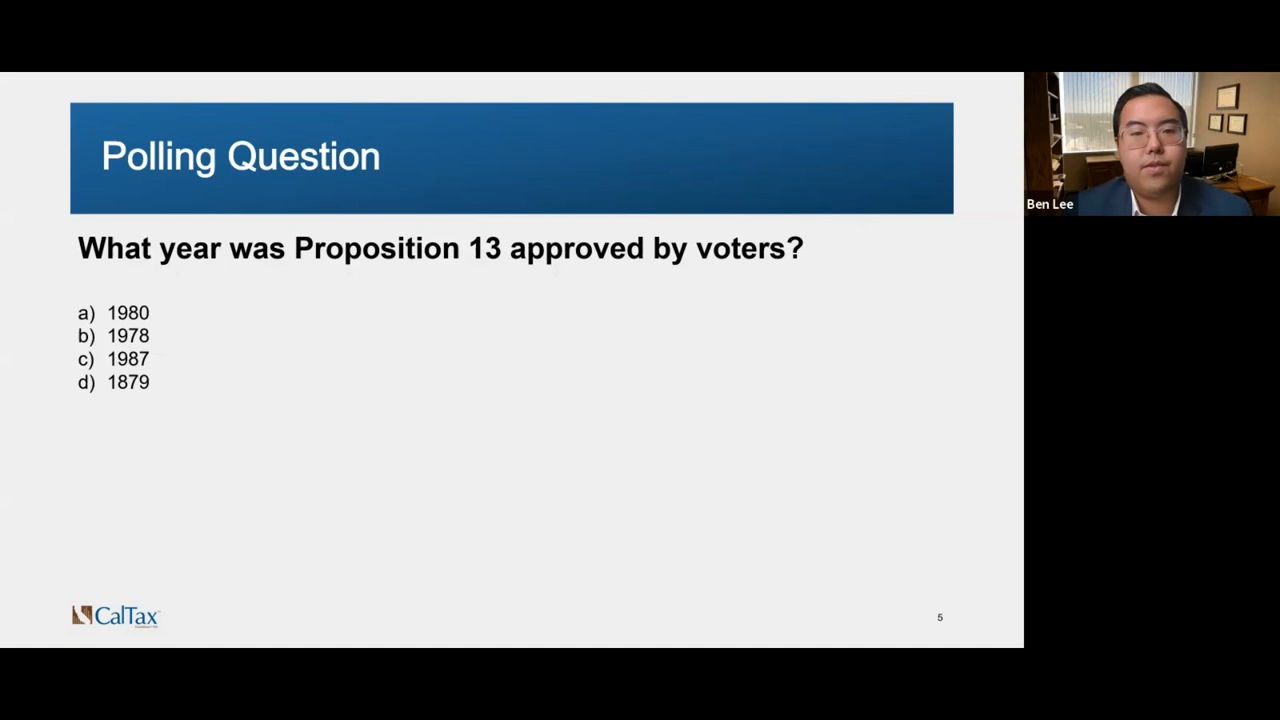 Polling Question
What year was Proposition 13 approved by voters?
a) 1980
b) 1978
c) 1987
d) 1879
CalTax
5
Ben Lee